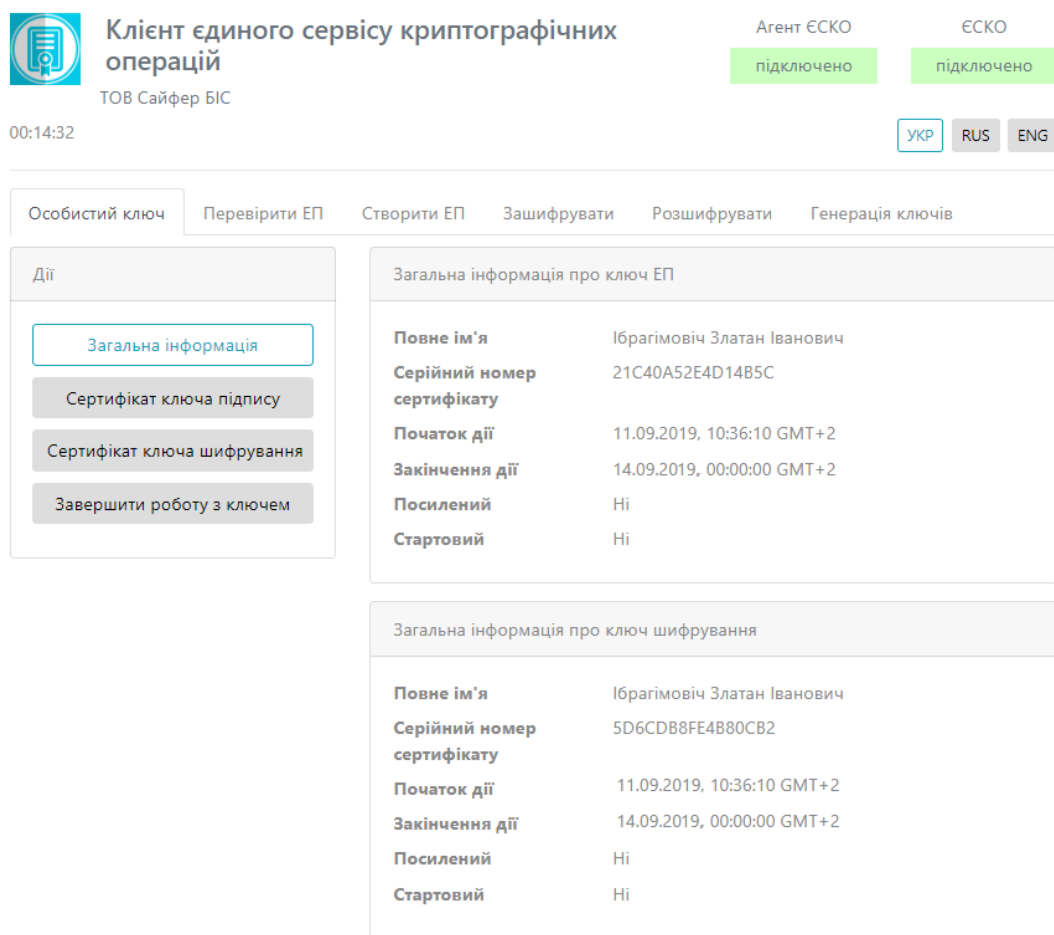 Клієнт єдиного сервісу криптографічних
операцій
ТОВ Сайфер БІС
Агент ЄСКО
підключено
ЄСКО
підключено
00:14:32
УКР RUS ENG
Особистий ключ Перевірити ЕП Створити ЕП Зашифрувати Розшифрувати Генерація ключів
Дії
Загальна інформація
Сертифікат ключа підпису
Сертифікат ключа шифрування
Завершити роботу з ключем
Загальна інформація про ключ ЕП
Повне ім'я Ібрагімовіч Златан Іванович
Серійний номер 21C40A52E4D14B5C
сертифікату
Початок дії 11.09.2019, 10:36:10 GMT+2
Закінчення дії 14.09.2019, 00:00:00 GMT+2
Посилений Ні
Стартовий Ні
Загальна інформація про ключ шифрування
Повне ім'я Ібрагімовіч Златан Іванович
Серійний номер 5D6CDB8FE4B80CB2
сертифікату
Початок дії 11.09.2019, 10:36:10 GMT+2
Закінчення дії 14.09.2019, 00:00:00 GMT+2
Посилений Ні
Стартовий Ні